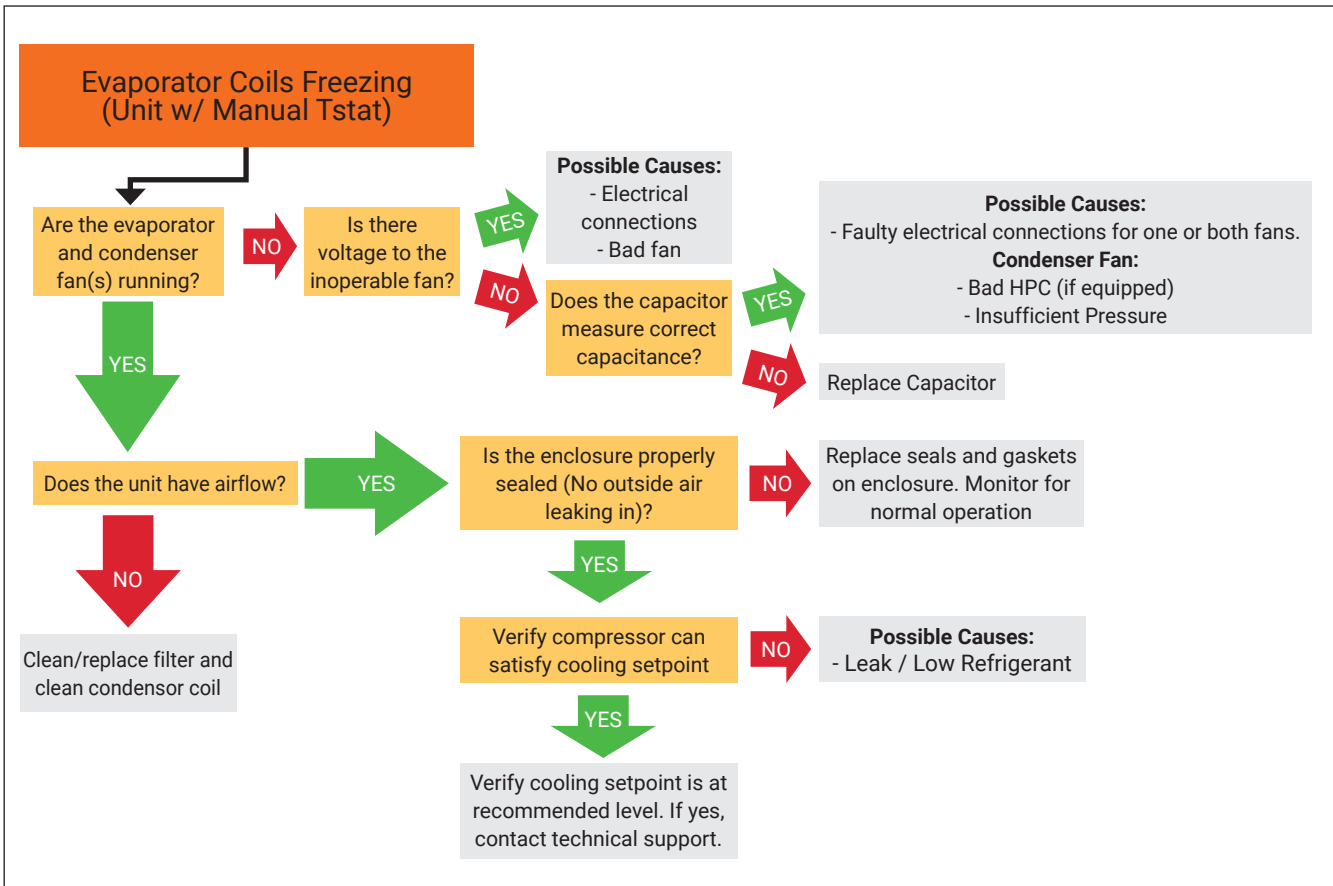 Evaporator Coils Freezing
(Unit w/ Manual Tstat)
Are the evaporator
and condenser
fan(s) running?
NO
Is there
voltage to the
inoperable fan?
YES
Possible Causes:
- Electrical
connections
- Bad fan
NO
Does the capacitor
measure correct
capacitance?
YES
Possible Causes:
- Faulty electrical connections for one or both fans.
Condenser Fan:
- Bad HPC (if equipped)
- Insufficient Pressure
NO
Replace Capacitor
YES
Does the unit have airflow?
YES
Is the enclosure properly
sealed (No outside air
leaking in)?
NO
Replace seals and gaskets
on enclosure. Monitor for
normal operation
NO
Clean/replace filter and
clean condensor coil
YES
Verify compressor can
satisfy cooling setpoint
NO
Possible Causes:
- Leak / Low Refrigerant
YES
Verify cooling setpoint is at
recommended level. If yes,
contact technical support.